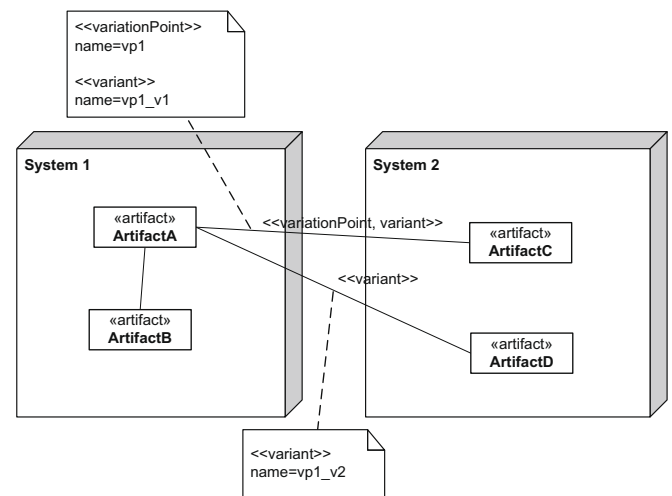 <<variationPoint>>
name=vp1
<<variant>>
name=vp1_v1
System 1
System 2
«artifact»
ArtifactA
<<variationPoint, variant>>
«artifact»
ArtifactC
<<variant>>
«artifact»
ArtifactB
«artifact»
ArtifactD
<<variant>>
name=vp1_v2